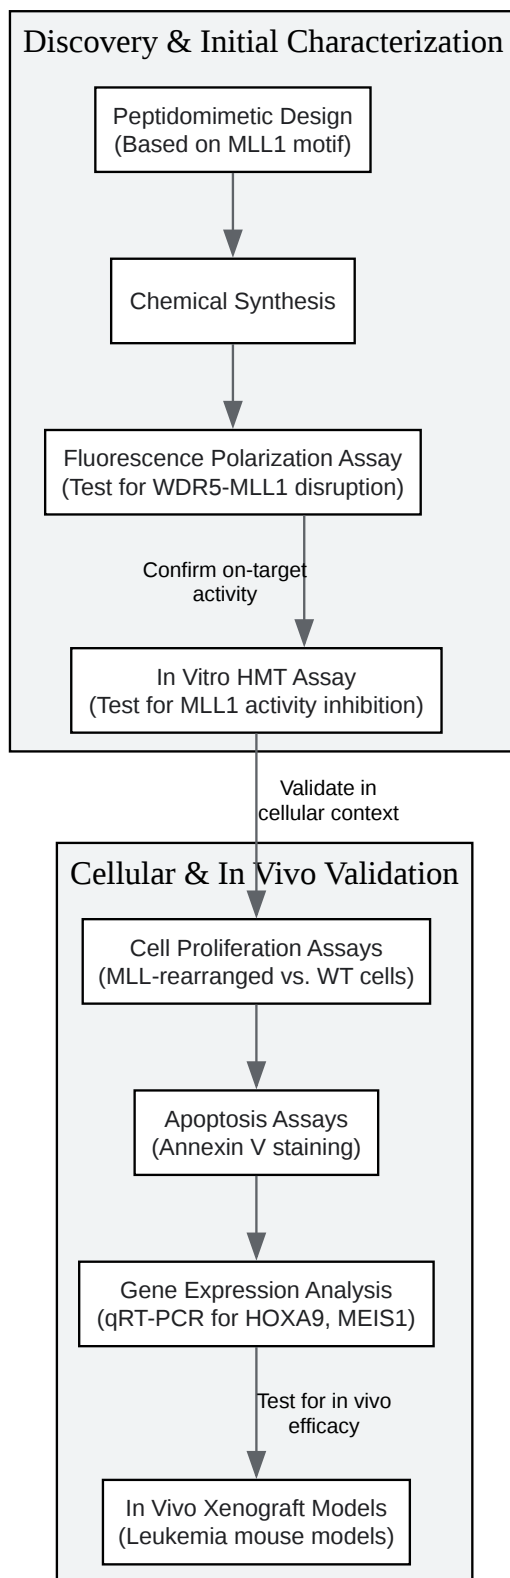 Discovery & Initial Characterization
Peptidomimetic Design
(Based on MLL1 motif)
Chemical Synthesis
Fluorescence Polarization Assay
(Test for WDR5-MLL1 disruption)
Confirm on-target
activity
In Vitro HMT Assay
(Test for MLL1 activity inhibition)
Validate in
cellular context
Cellular & In Vivo Validation
Cell Proliferation Assays
(MLL-rearranged vs. WT cells)
Apoptosis Assays
(Annexin V staining)
Gene Expression Analysis
(qRT-PCR for HOXA9, MEIS1)
Test for in vivo
efficacy
In Vivo Xenograft Models
(Leukemia mouse models)